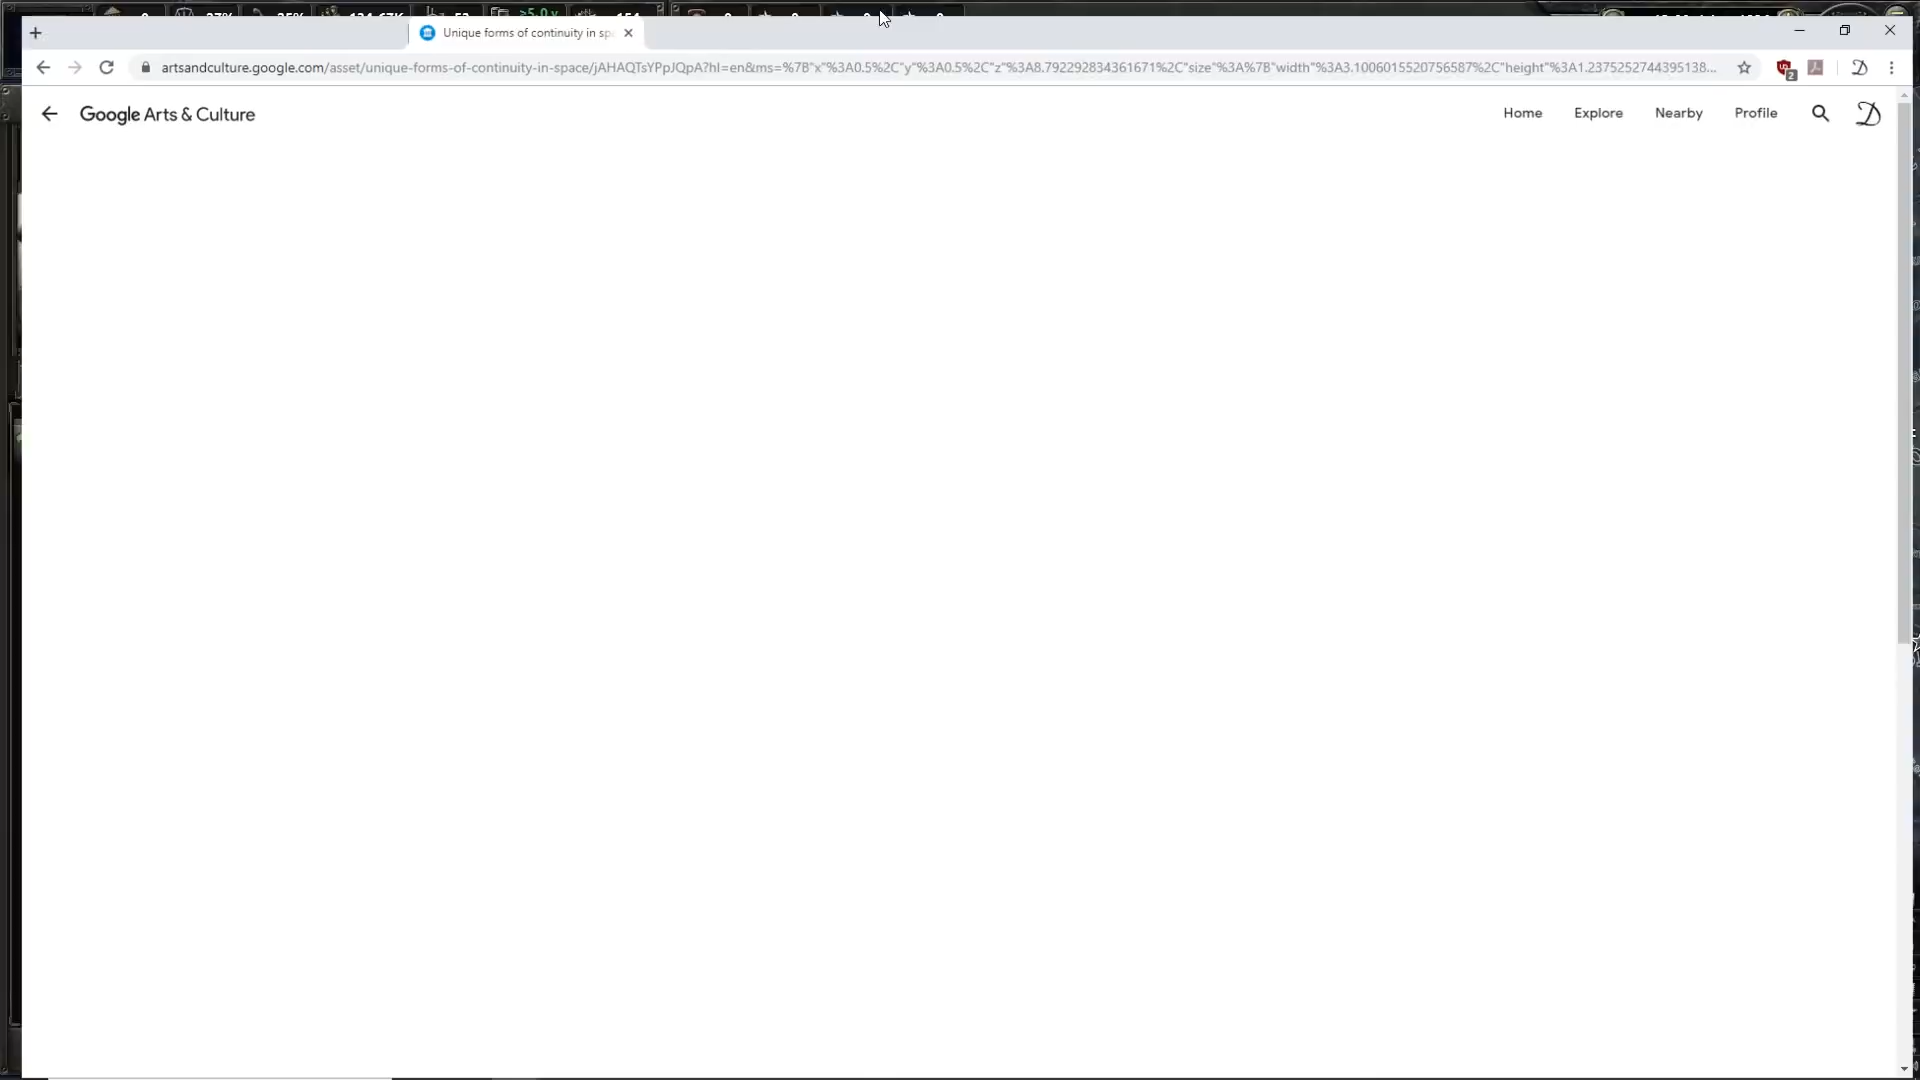 Unique forms of continuity in sp
artsandculture.google.com/asset/unique-forms-of-continuity-in-space/jAHAQTsYPpJQpA?hl=en&ms=%7B"x"%3A0.5%2C"y"%3A0.5%2C"z"%3A8.792292834361671%2C"size"%3A%7B"width"%3A3.1006015520756587%2C"height"%3A1.2375252744395138...
2
Google Arts & Culture
Home Explore Nearby Profile